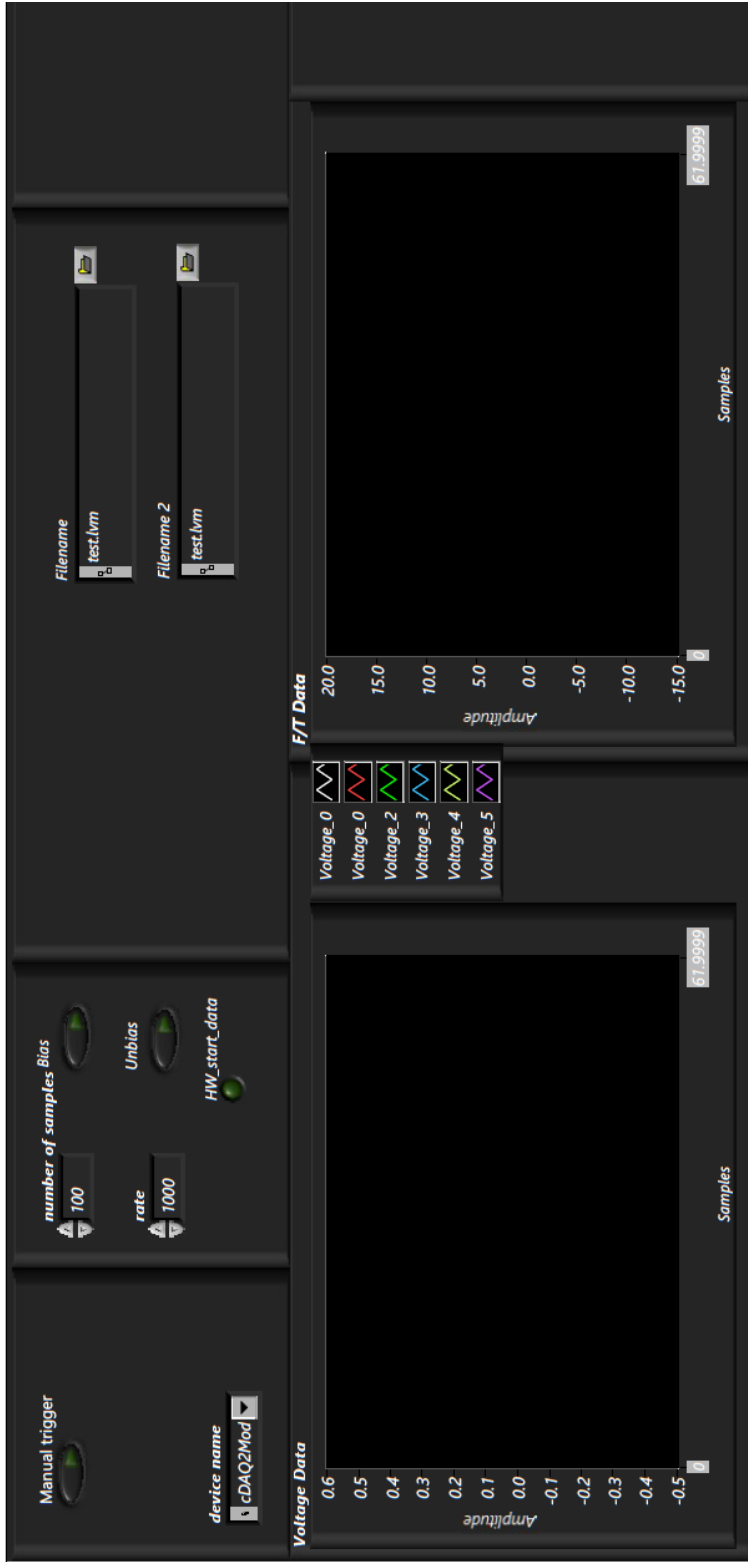 Manual trigger
device name
cDAQ2Mod
number of samples
100
Bias
rate
1000
Unbias
HW_start_data
Filename
test.lvm
Filename 2
test.lvm
Voltage Data
0.6
0.5
0.4
0.3
0.2
0.1
0.0
-0.1
-0.2
-0.3
-0.4
-0.5
Amplitude
0
61.9999
Samples
Voltage_0
Voltage_0
Voltage_2
Voltage_3
Voltage_4
Voltage_5
F/T Data
20.0
15.0
10.0
5.0
0.0
-5.0
-10.0
-15.0
Amplitude
0
61.9999
Samples